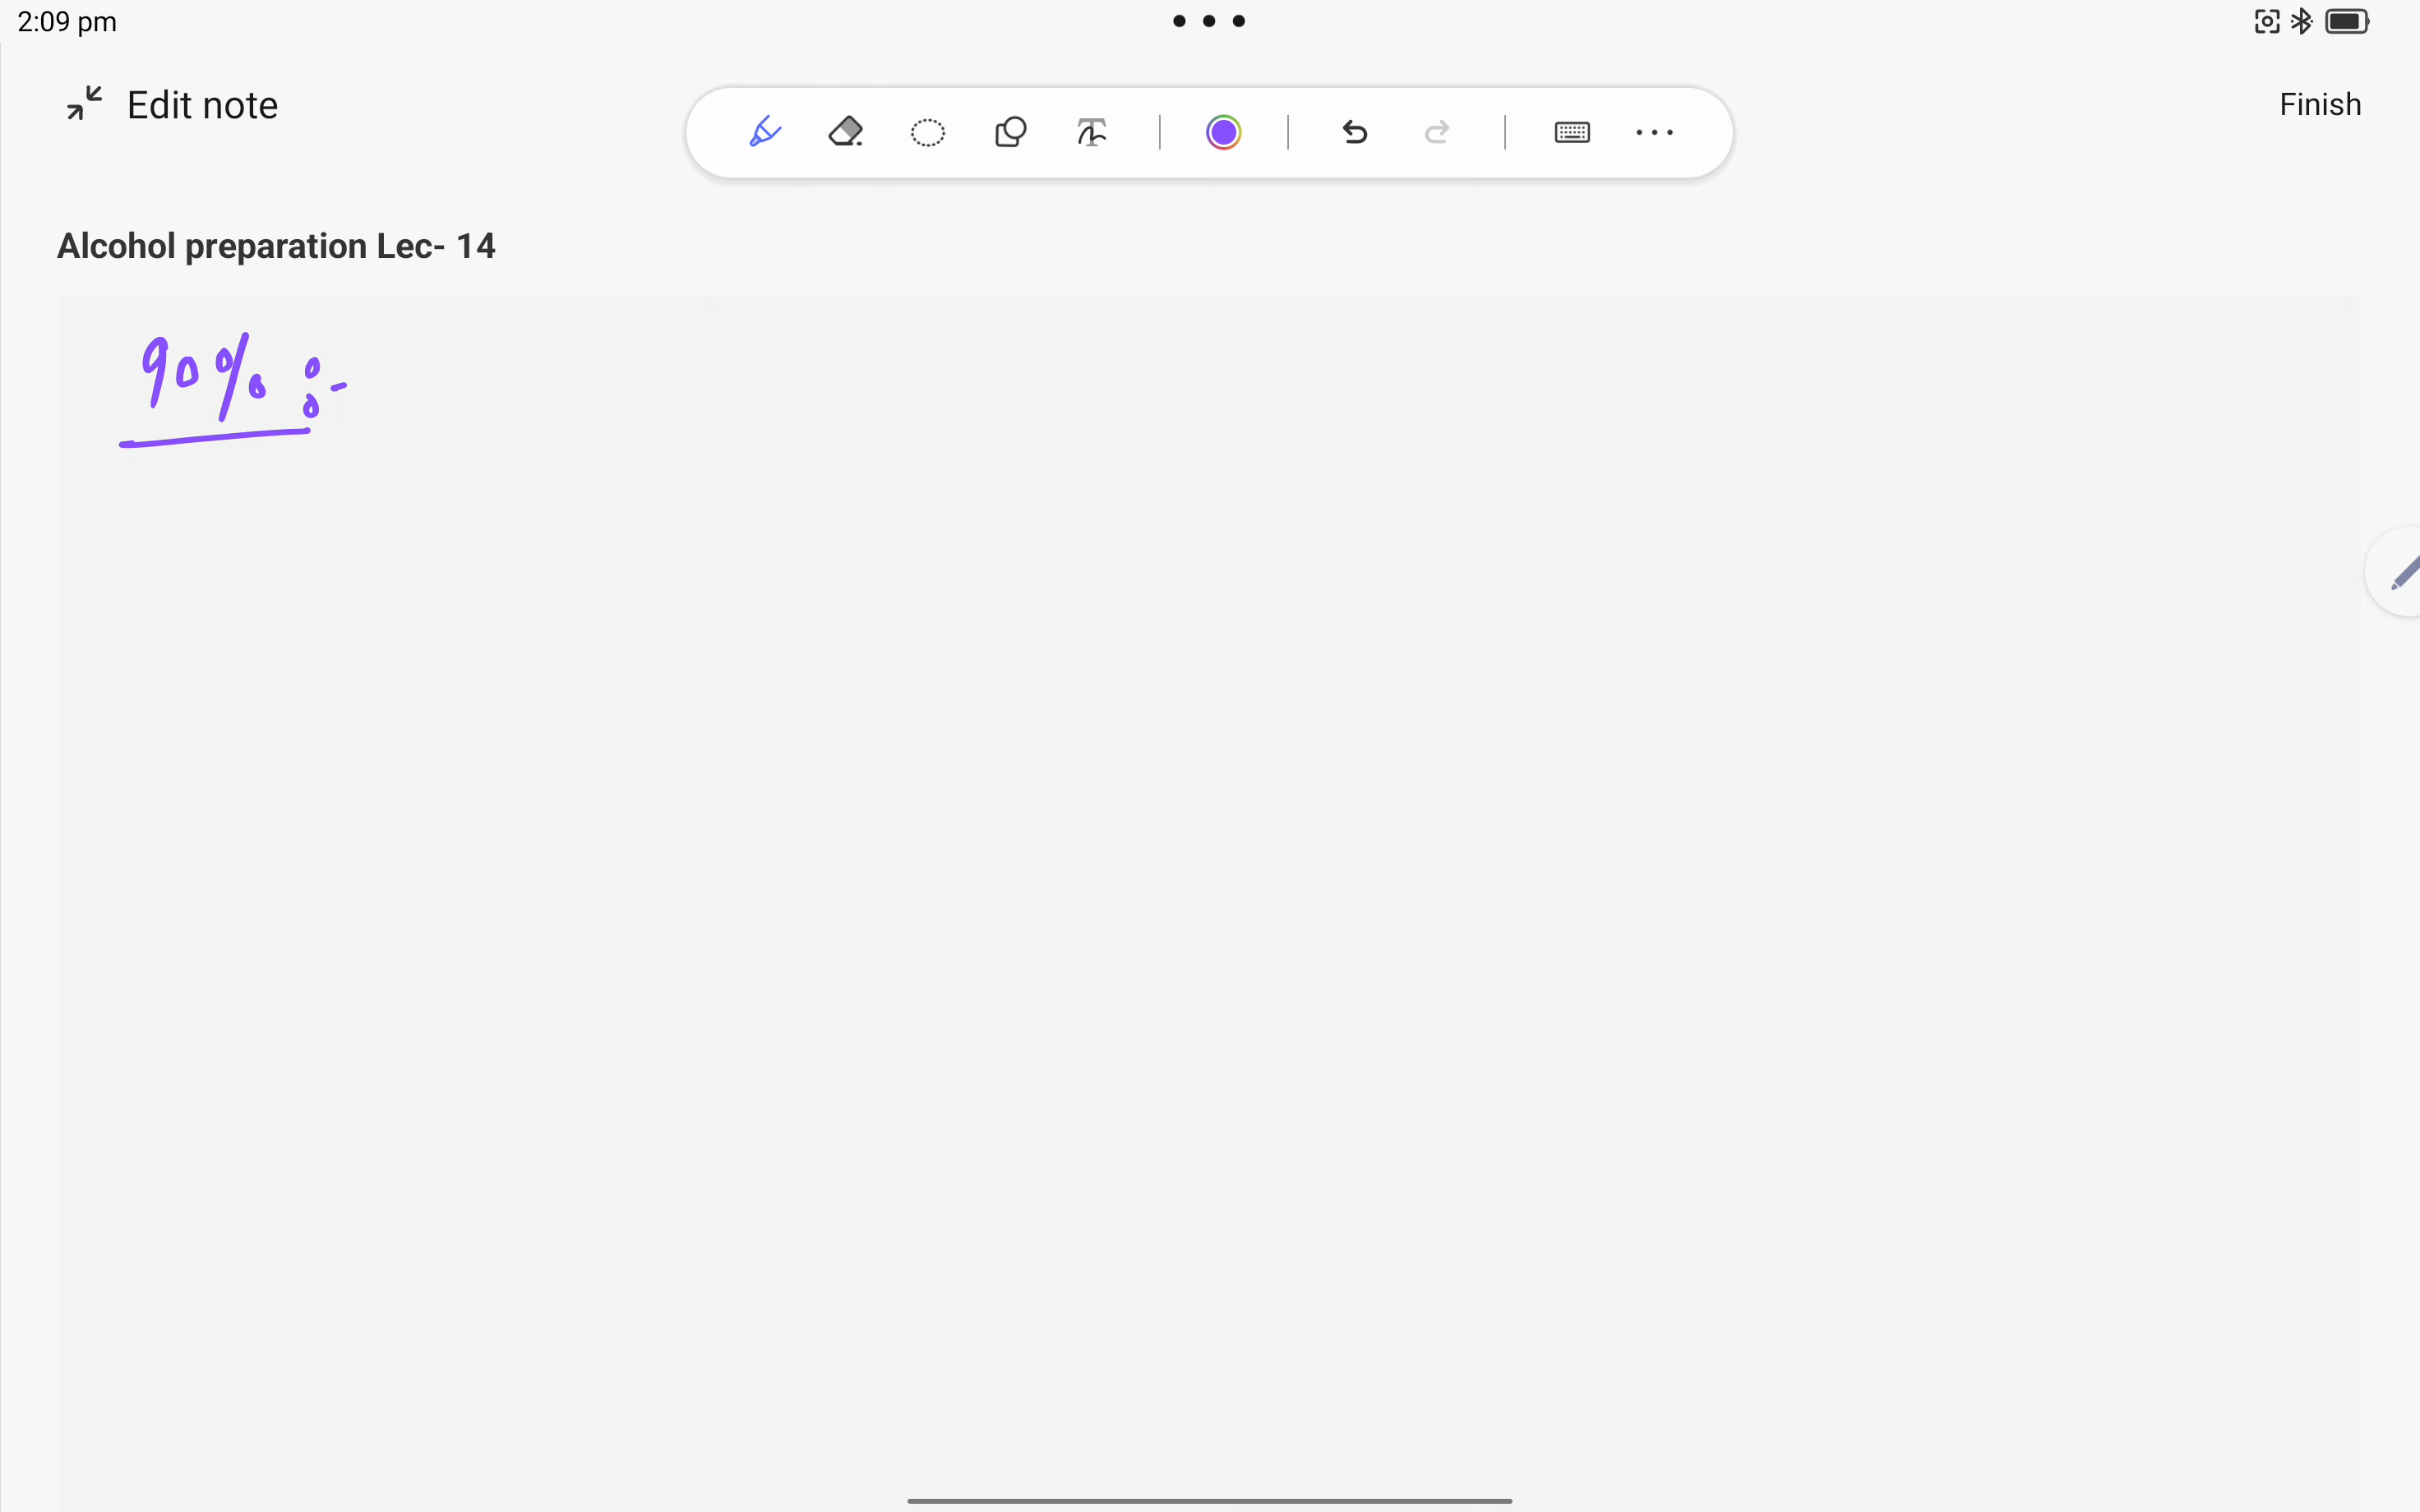 2:09 pm
Edit note
Finish
Alcohol preparation Lec- 14
90% :-